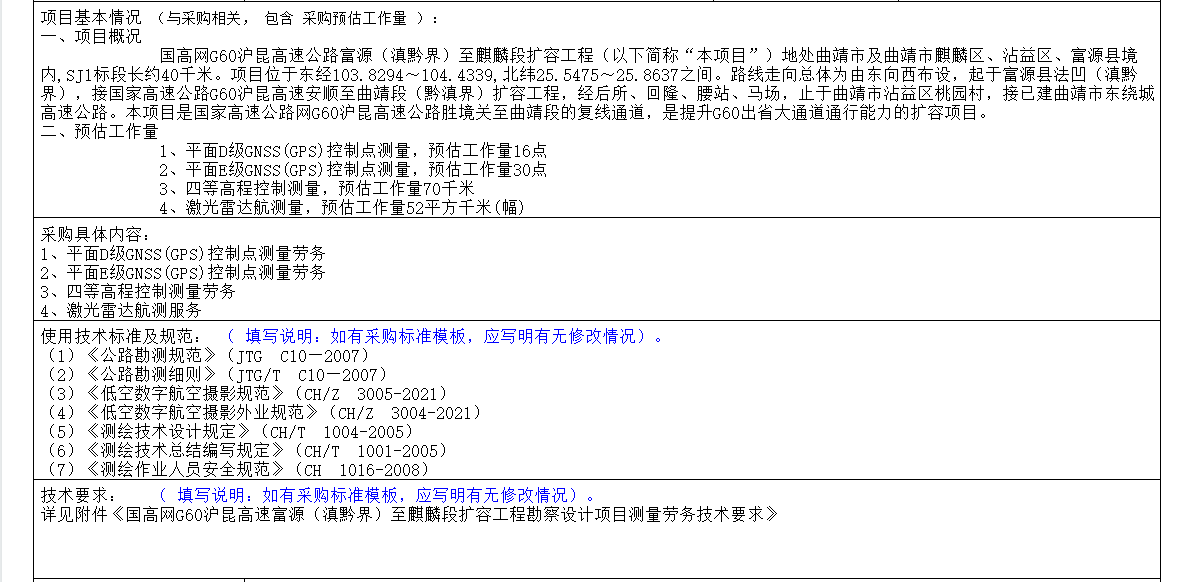 项目基本情况 （与采购相关， 包含 采购预估工作量 ）：
一、项目概况
国高网G60沪昆高速公路富源（滇黔界）至麒麟段扩容工程（以下简称“本项目”）地处曲靖市及曲靖市麒麟区、沾益区、富源县境
内,SJ1标段长约40千米。项目位于东经103.8294～104.4339,北纬25.5475～25.8637之间。路线走向总体为由东向西布设，起于富源县法凹（滇黔
界），接国家高速公路G60沪昆高速安顺至曲靖段（黔滇界）扩容工程，经后所、回隆、腰站、马场，止于曲靖市沾益区桃园村，接已建曲靖市东绕城
高速公路。本项目是国家高速公路网G60沪昆高速公路胜境关至曲靖段的复线通道，是提升G60出省大通道通行能力的扩容项目。
二、预估工作量
1、平面D级GNSS(GPS)控制点测量，预估工作量16点
2、平面E级GNSS(GPS)控制点测量，预估工作量30点
3、四等高程控制测量，预估工作量70千米
4、激光雷达航测量，预估工作量52平方千米(幅)
采购具体内容：
1、平面D级GNSS(GPS)控制点测量劳务
2、平面E级GNSS(GPS)控制点测量劳务
3、四等高程控制测量劳务
4、激光雷达航测服务
使用技术标准及规范： （ 填写说明：如有采购标准模板，应写明有无修改情况）。
（1）《公路勘测规范》（JTG C10—2007）
（2）《公路勘测细则》（JTG/T C10—2007）
（3）《低空数字航空摄影规范》（CH/Z 3005-2021）
（4）《低空数字航空摄影外业规范》（CH/Z 3004-2021）
（5）《测绘技术设计规定》（CH/T 1004-2005）
（6）《测绘技术总结编写规定》（CH/T 1001-2005）
（7）《测绘作业人员安全规范》（CH 1016-2008）
技术要求： （ 填写说明：如有采购标准模板，应写明有无修改情况）。
详见附件《国高网G60沪昆高速富源（滇黔界）至麒麟段扩容工程勘察设计项目测量劳务技术要求》